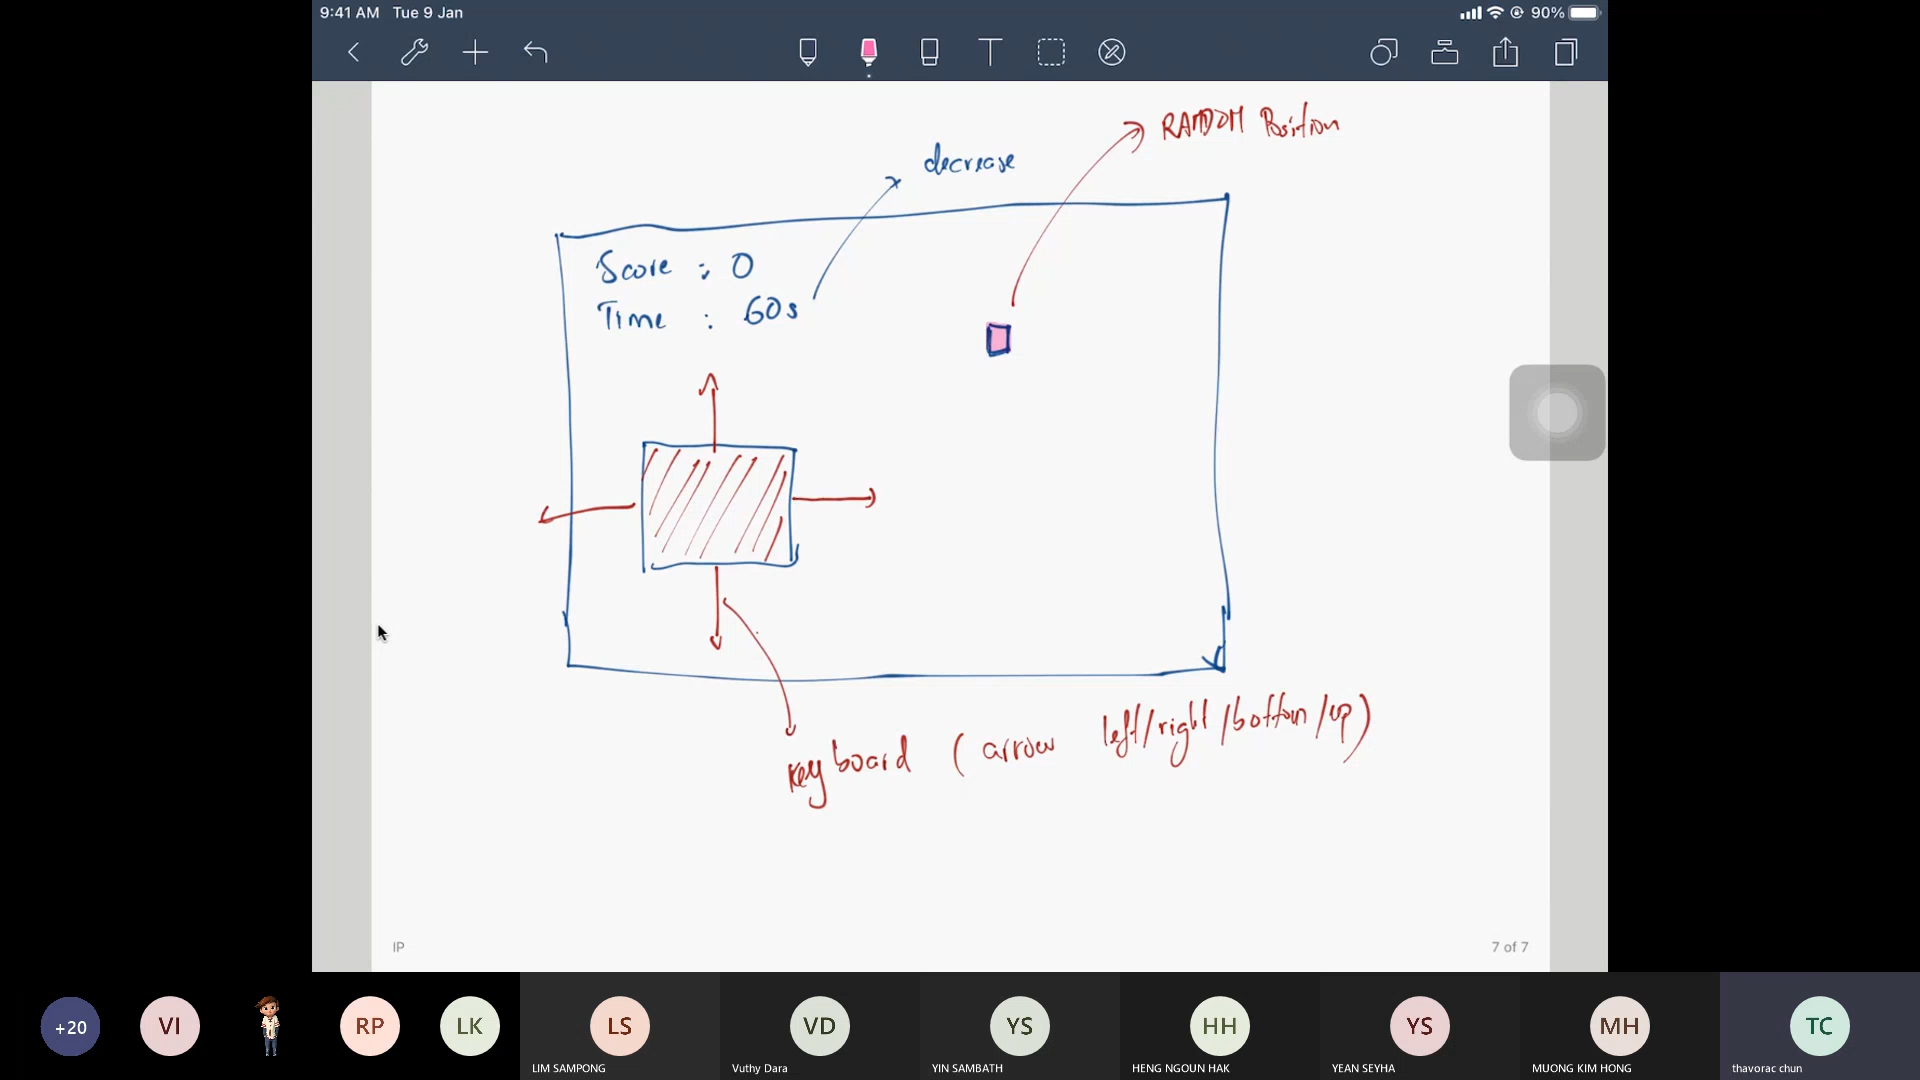 9:41 AM Tue 9 Jan
90%
RANDOM Position
decrease
Score : 0
Time : 60s
keyboard (arrow left/right/bottom/up)
IP
7 of 7
+20
VI
RP
LK
LS
VD
YS
HH
YS
MH
TC
LIM SAMPONG
Vuthy Dara
YIN SAMBATH
HENG NGOUN HAK
YEAN SEYHA
MUONG KIM HONG
thavorac chun